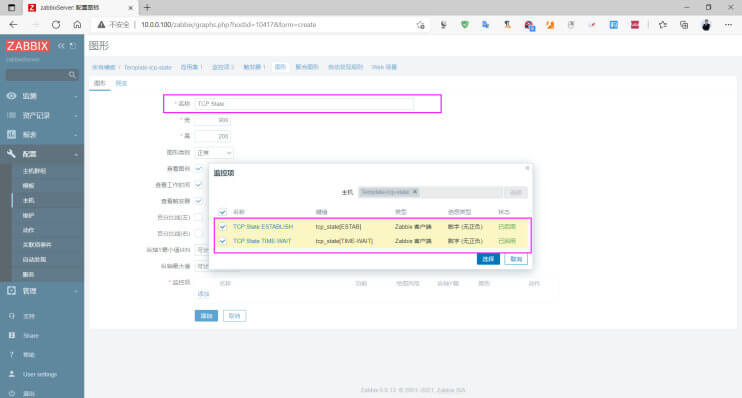 zabbixServer: 配置图形
不安全 | 10.0.0.100/zabbix/graphs.php?hostid=10417&form=create
ZABBIX
zabbixServer
图形
所有模板 / Template-tcp-state 应用集 1 监控项 2 触发器 1 图形 聚合图形 自动发现规则 Web 场景
图形 预览
监测
资产记录
报表
配置
主机群组
模板
主机
维护
动作
关联项事件
自动发现
服务
管理
支持
Share
帮助
User settings
退出
* 名称 TCP State
* 宽 900
* 高 200
图形类别 正常
查看图例
查看工作时间
查看触发器
百分比线(左)
百分比线(右)
纵轴Y最小值MIN
纵轴最大值
* 监控项 名称 功能 绘图风格 纵轴Y侧 颜色 动作
添加
添加 取消
监控项
主机 Template-tcp-state 选择
名称 键值 类型 信息类型 状态
TCP State ESTABLISH tcp_state[ESTAB] Zabbix 客户端 数字 (无正负) 已启用
TCP State TIME-WAIT tcp_state[TIME-WAIT] Zabbix 客户端 数字 (无正负) 已启用
选择 取消
Zabbix 5.0.13. © 2001–2021, Zabbix SIA